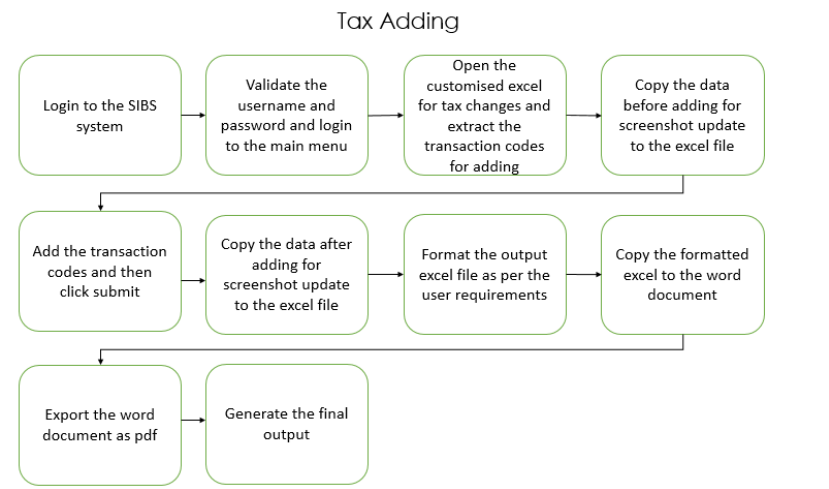 Tax Adding
Login to the SIBS
system
Validate the
username and
password and login
to the main menu
Open the
customised excel
for tax changes and
extract the
transaction codes
for adding
Copy the data
before adding for
screenshot update
to the excel file
Add the transaction
codes and then
click submit
Copy the data after
adding for
screenshot update
to the excel file
Format the output
excel file as per the
user requirements
Copy the formatted
excel to the word
document
Export the word
document as pdf
Generate the final
output